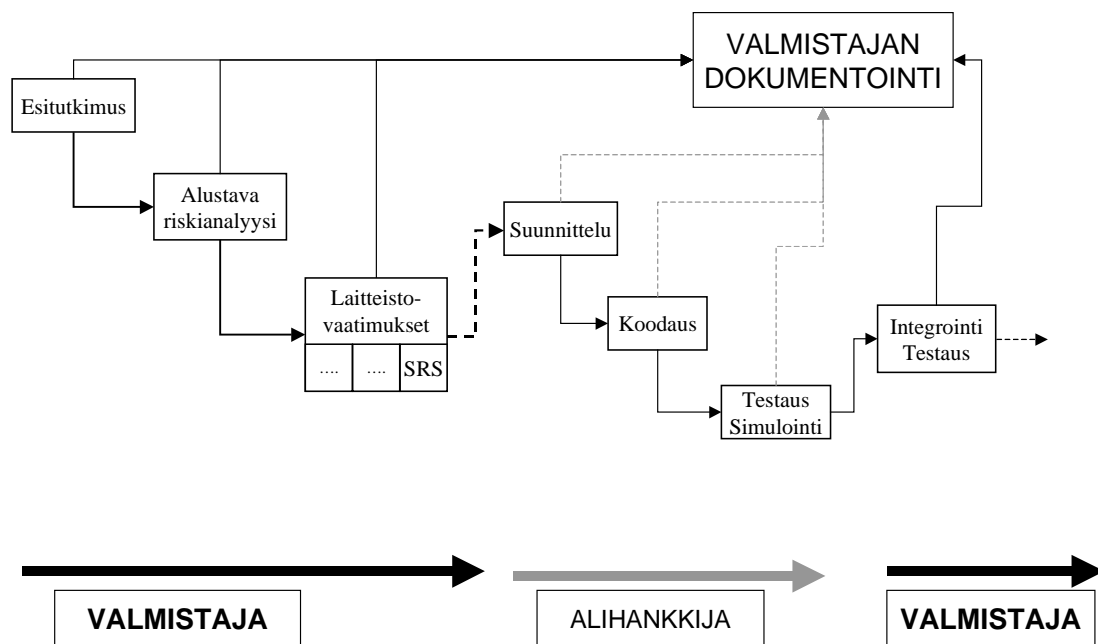 VALMISTAJAN
DOKUMENTOINTI
Esitutkimus
Alustava
riskianalyysi
Suunnittelu
Laitteisto-
vaatimukset
.... .... SRS
Koodaus
Integrointi
Testaus
Testaus
Simulointi
VALMISTAJA
ALIHANKKIJA
VALMISTAJA